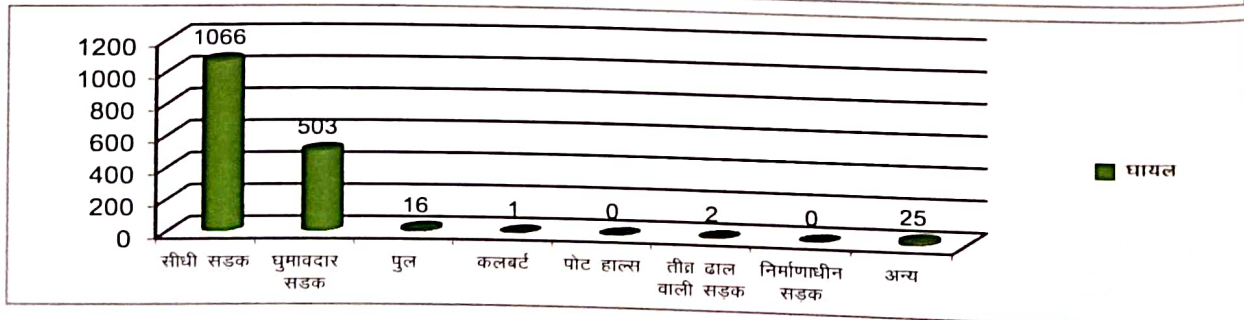 1200
1000
800
600
400
200
0
1066
503
16
1
0
2
0
25
सीधी सडक
घुमावदार
सडक
पुल
कलबर्ट
पोट हाल्स
तीव्र ढाल
वाली सड़क
निर्माणाधीन
सड़क
अन्य
घायल